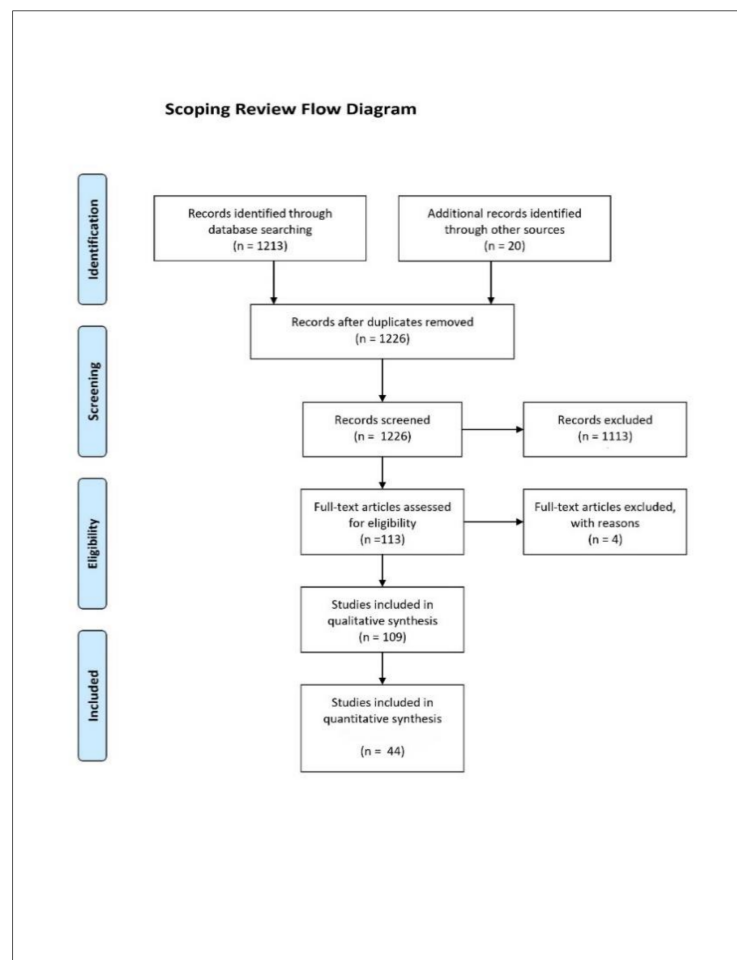 Scoping Review Flow Diagram
Identification
Records identified through
database searching
(n = 1213)
Additional records identified
through other sources
(n = 20)
Records after duplicates removed
(n = 1226)
Screening
Records screened
(n = 1226)
Records excluded
(n = 1113)
Eligibility
Full-text articles assessed
for eligibility
(n =113)
Full-text articles excluded,
with reasons
(n = 4)
Studies included in
qualitative synthesis
(n = 109)
Included
Studies included in
quantitative synthesis
(n = 44)